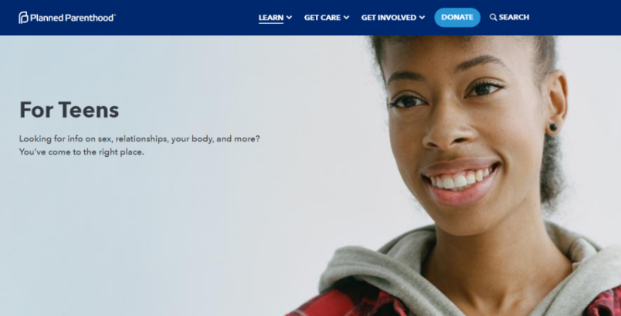 Planned Parenthood®
LEARN GET CARE GET INVOLVED DONATE SEARCH
For Teens
Looking for info on sex, relationships, your body, and more?
You've come to the right place.